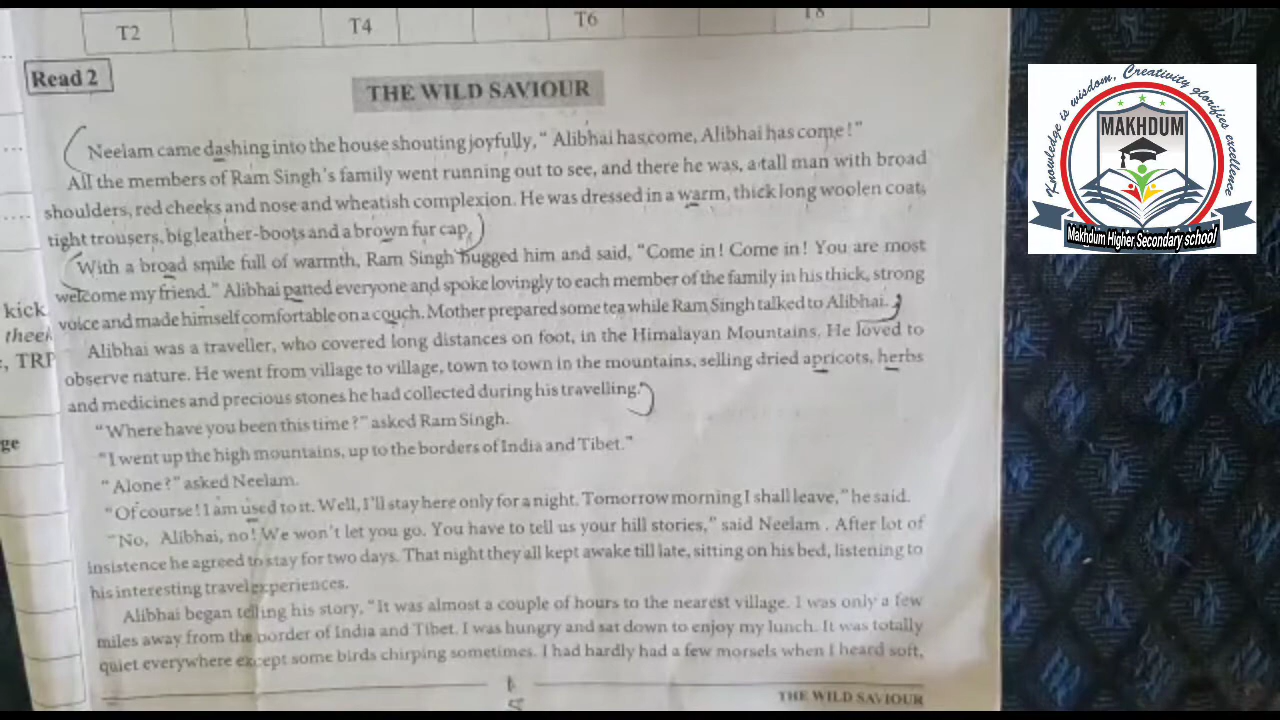 T2 T4 T6 T8
Read 2
THE WILD SAVIOUR
Neelam came dashing into the house shouting joyfully, “ Alibhai has come, Alibhai has come ! ”
All the members of Ram Singh's family went running out to see, and there he was, a tall man with broad
shoulders, red cheeks and nose and wheatish complexion. He was dressed in a warm, thick long woolen coat,
tight trousers, big leather-boots and a brown fur cap.
With a broad smile full of warmth, Ram Singh hugged him and said, “Come in ! Come in ! You are most
welcome my friend.” Alibhai patted everyone and spoke lovingly to each member of the family in his thick, strong
voice and made himself comfortable on a couch. Mother prepared some tea while Ram Singh talked to Alibhai.
Alibhai was a traveller, who covered long distances on foot, in the Himalayan Mountains. He loved to
observe nature. He went from village to village, town to town in the mountains, selling dried apricots, herbs
and medicines and precious stones he had collected during his travelling.
“Where have you been this time?” asked Ram Singh.
“I went up the high mountains, up to the borders of India and Tibet.”
“Alone?” asked Neelam.
“Of course ! I am used to it. Well, I'll stay here only for a night. Tomorrow morning I shall leave,” he said.
“No, Alibhai, no! We won't let you go. You have to tell us your hill stories,” said Neelam . After lot of
insistence he agreed to stay for two days. That night they all kept awake till late, sitting on his bed, listening to
his interesting travel experiences.
Alibhai began telling his story, “It was almost a couple of hours to the nearest village. I was only a few
miles away from the border of India and Tibet. I was hungry and sat down to enjoy my lunch. It was totally
quiet everywhere except some birds chirping sometimes. I had hardly had a few morsels when I heard soft,
THE WILD SAVIOUR
kick
, TRP
ge
Knowledge is wisdom, Creativity glorifies excellence
MAKHDUM
Makhdum Higher Secondary school